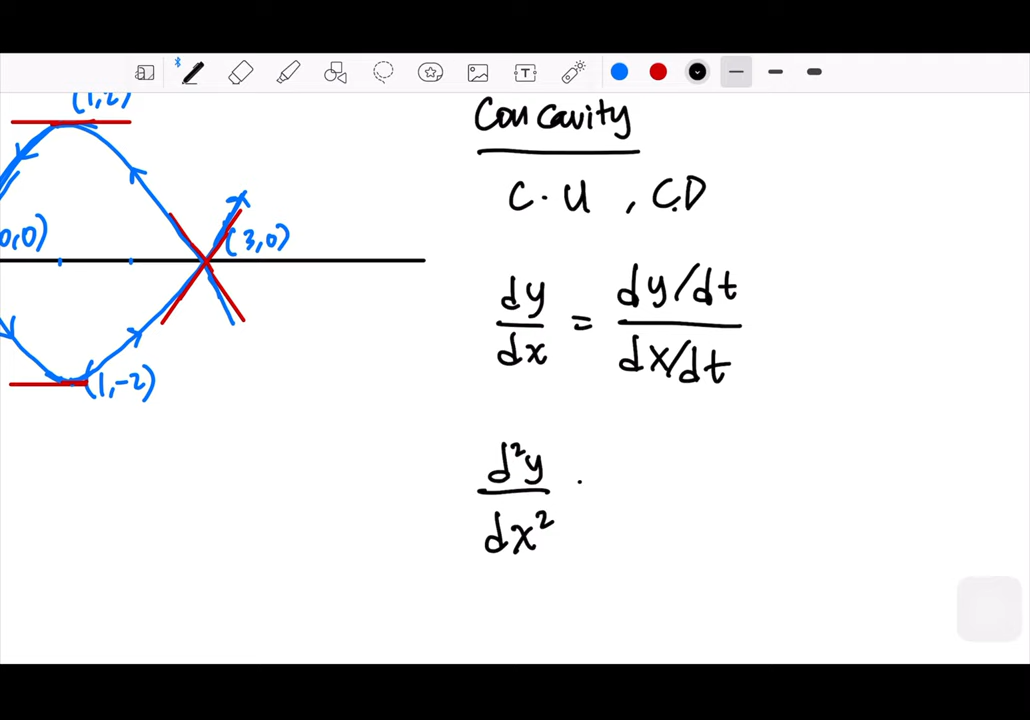 (1,2)
Concavity
C.U , C.D
0,0)
(3,0)
dy/dx = (dy/dt)/(dx/dt)
(1,-2)
d²y/dx²
T